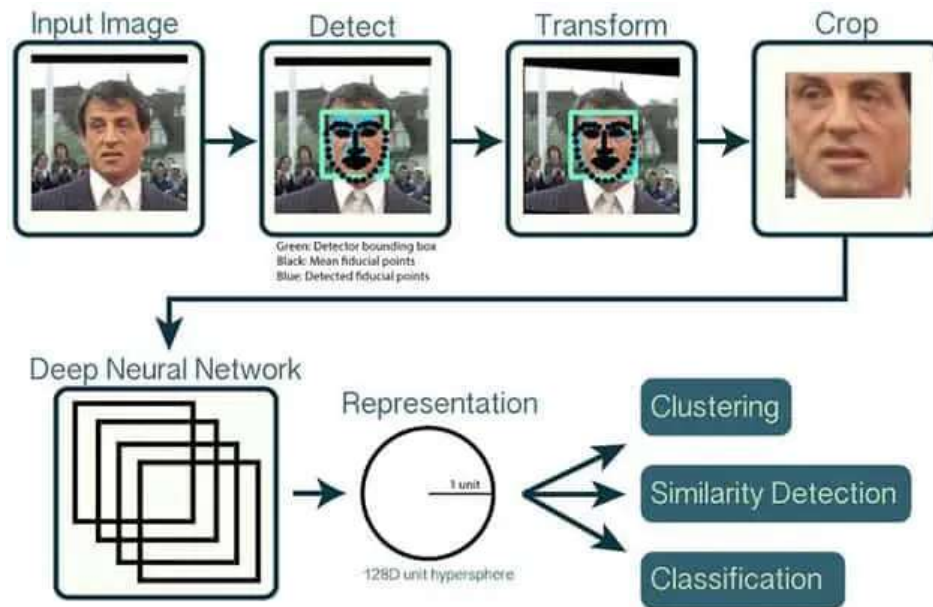 Input Image
Detect
Transform
Crop
Green: Detector bounding box
Black: Mean fiducial points
Blue: Detected fiducial points
Deep Neural Network
Representation
1 unit
128D unit hypersphere
Clustering
Similarity Detection
Classification